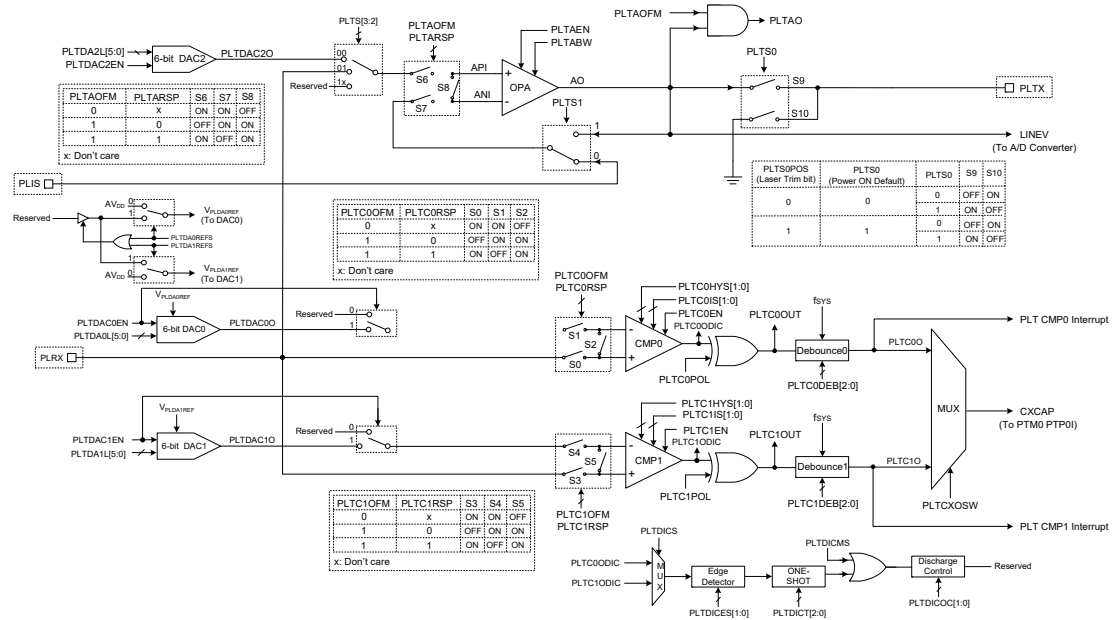 PLTAOFM
PLTAO
PLTS[3:2]
PLTAOFM
PLTARSP
PLTAEN
PLTABW
PLTDA2L[5:0]
PLTDAC2EN
6-bit DAC2
PLTDAC2O
00
01
1x
Reserved
S6
S7
S8
API
ANI
+
OPA
-
AO
PLTS0
S9
S10
PLTX
PLTS1
1
0
LINEV
(To A/D Converter)
PLTAOFM PLTARSP S6 S7 S8
0 x ON ON OFF
1 0 OFF ON ON
1 1 ON OFF ON
x: Don't care
PLIS
PLTS0POS
(Laser Trim bit)
PLTS0
(Power ON Default)
PLTS0 S9 S10
0 0 0 OFF ON
1 ON OFF
1 1 0 OFF ON
1 ON OFF
Reserved
AVDD 0
1
VPLDA0REF
(To DAC0)
PLTDA0REFS
PLTDA1REFS
1
AVDD 0
VPLDA1REF
(To DAC1)
PLTC0OFM PLTC0RSP S0 S1 S2
0 x ON ON OFF
1 0 OFF ON ON
1 1 ON OFF ON
x: Don't care
VPLDA0REF
PLTDAC0EN
PLTDA0L[5:0]
6-bit DAC0
PLTDAC0O
Reserved
0
1
PLTC0OFM
PLTC0RSP
S1
S2
S0
PLTC0HYS[1:0]
PLTC0IS[1:0]
PLTC0EN
PLTC0ODIC
-
CMP0
+
PLTC0POL
PLTC0OUT
fSYS
Debounce0
PLTC0DEB[2:0]
PLTC0O
PLT CMP0 Interrupt
PLRX
MUX
CXCAP
(To PTM0 PTP0I)
PLTCXOSW
VPLDA1REF
PLTDAC1EN
PLTDA1L[5:0]
6-bit DAC1
PLTDAC1O
Reserved
0
1
S4
S5
S3
PLTC1OFM
PLTC1RSP
PLTC1HYS[1:0]
PLTC1IS[1:0]
PLTC1EN
PLTC1ODIC
-
CMP1
+
PLTC1POL
PLTC1OUT
fSYS
Debounce1
PLTC1DEB[2:0]
PLTC1O
PLT CMP1 Interrupt
PLTC1OFM PLTC1RSP S3 S4 S5
0 x ON ON OFF
1 0 OFF ON ON
1 1 ON OFF ON
x: Don't care
PLTDICS
PLTC0ODIC
PLTC1ODIC
MUX
Edge
Detector
PLTDICES[1:0]
ONE-
SHOT
PLTDICT[2:0]
PLTDICMS
Discharge
Control
PLTDICOC[1:0]
Reserved